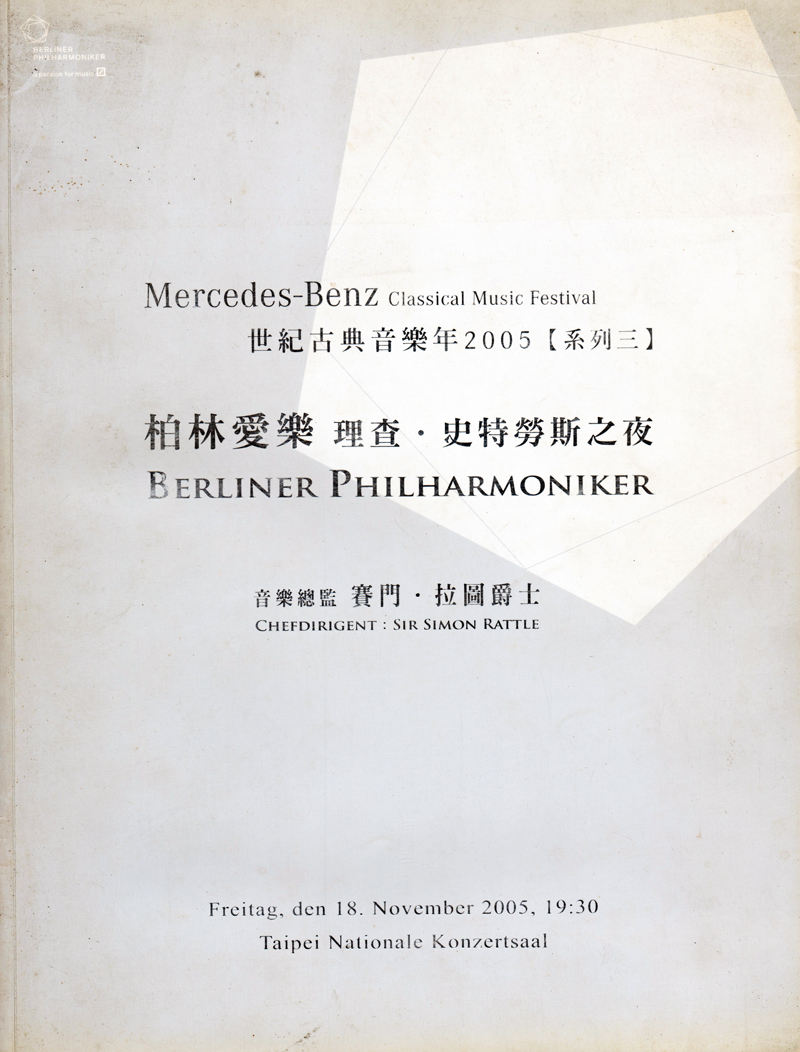 BERLINER
PHILHARMONIKER
a passion for music
Mercedes-Benz Classical Music Festival
世紀古典音樂年2005【系列三】
柏林愛樂 理查・史特勞斯之夜
BERLINER PHILHARMONIKER
音樂總監 賽門・拉圖爵士
CHEFDIRIGENT : SIR SIMON RATTLE
Freitag, den 18. November 2005, 19:30
Taipei Nationale Konzertsaal